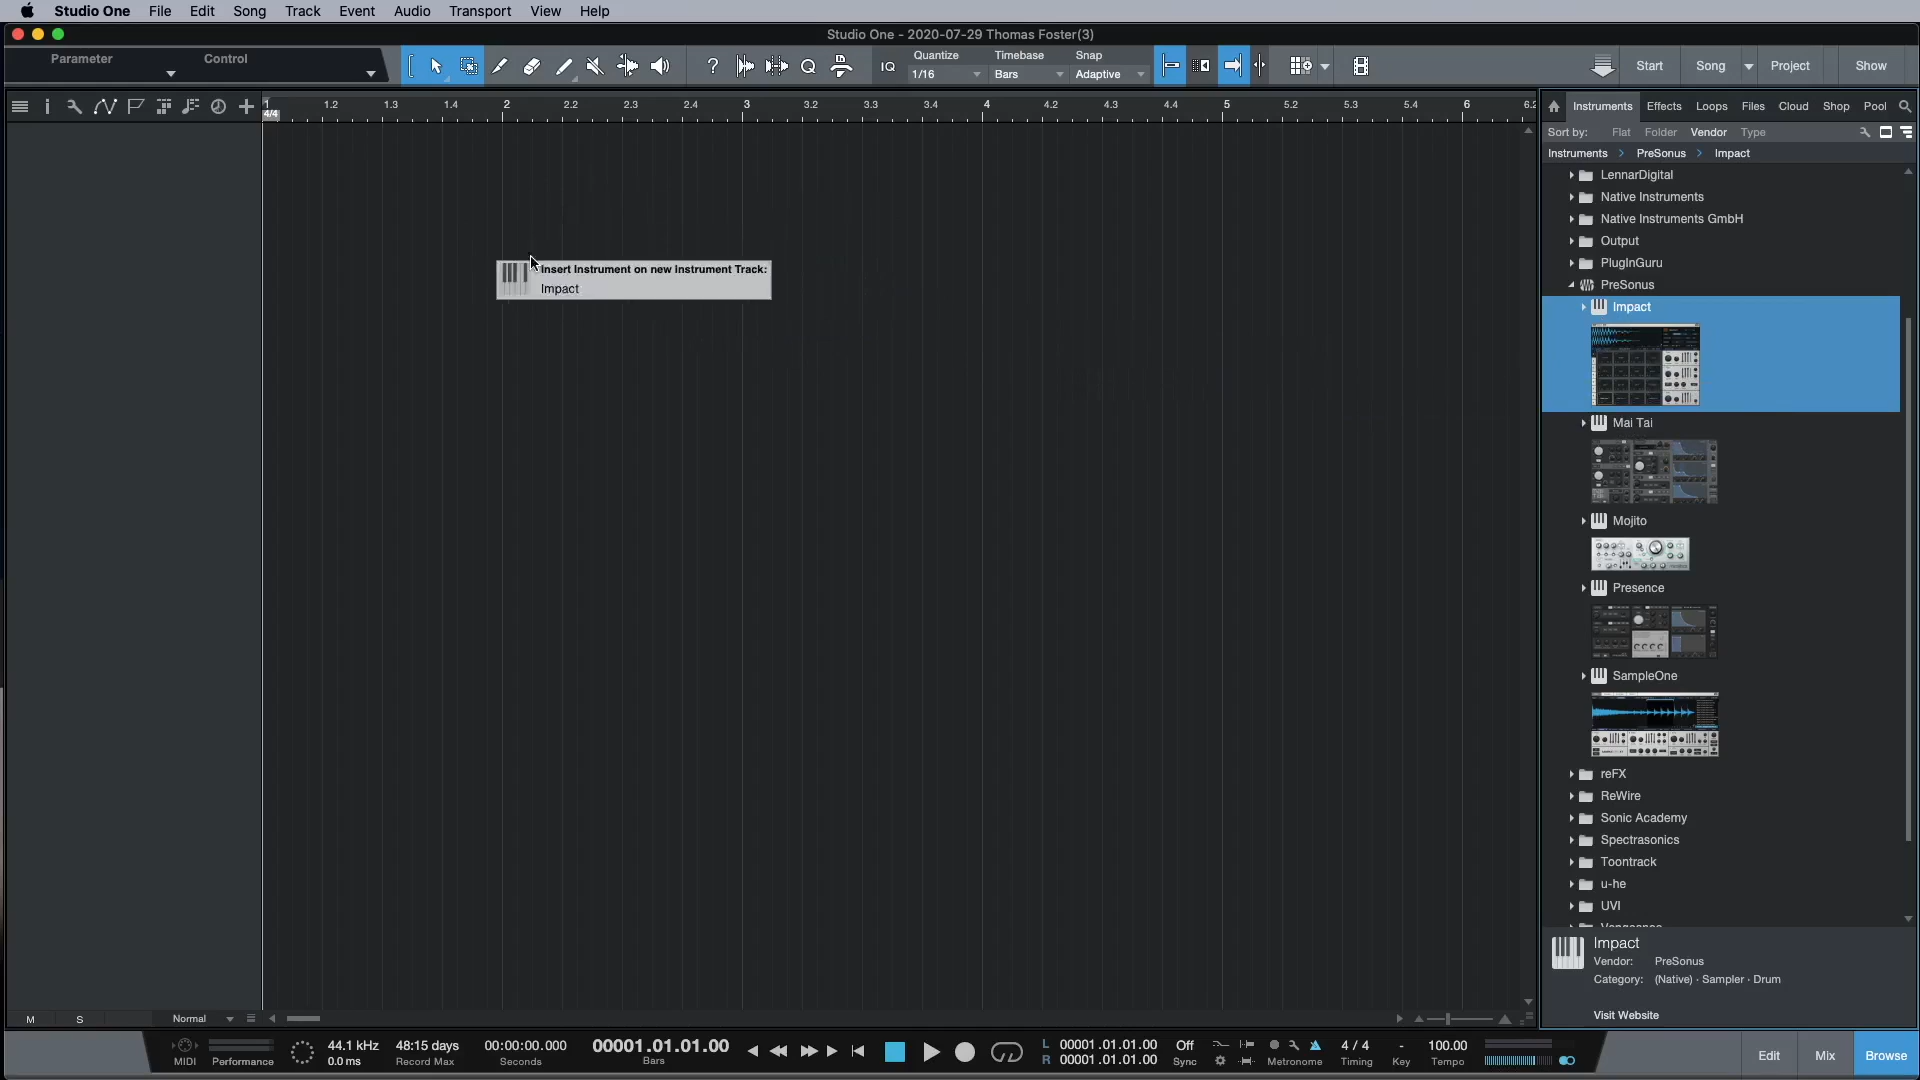 Studio One File Edit Song Track Event Audio Transport View Help
Studio One - 2020-07-29 Thomas Foster(3)
Parameter Control
IQ
Quantize
1/16
Timebase
Bars
Snap
Adaptive
Start Song Project Show
1 1.2 1.3 1.4 2 2.2 2.3 2.4 3 3.2 3.3 3.4 4 4.2 4.3 4.4 5 5.2 5.3 5.4 6 6.2
4/4
Instruments Effects Loops Files Cloud Shop Pool
Sort by: Flat Folder Vendor Type
Instruments > PreSonus > Impact
LennarDigital
Native Instruments
Native Instruments GmbH
Output
PlugInGuru
PreSonus
Impact
Mai Tai
Mojito
Presence
SampleOne
reFX
ReWire
Sonic Academy
Spectrasonics
Toontrack
u-he
UVI
Insert Instrument on new Instrument Track:
Impact
Impact
Vendor: PreSonus
Category: (Native) · Sampler · Drum
Visit Website
M S Normal
MIDI
Performance
44.1 kHz
0.0 ms
48:15 days
Record Max
00:00:00.000
Seconds
00001.01.01.00
Bars
L 00001.01.01.00
R 00001.01.01.00
Off
Sync
Metronome
4 / 4
Timing
-
Key
100.00
Tempo
Edit Mix Browse